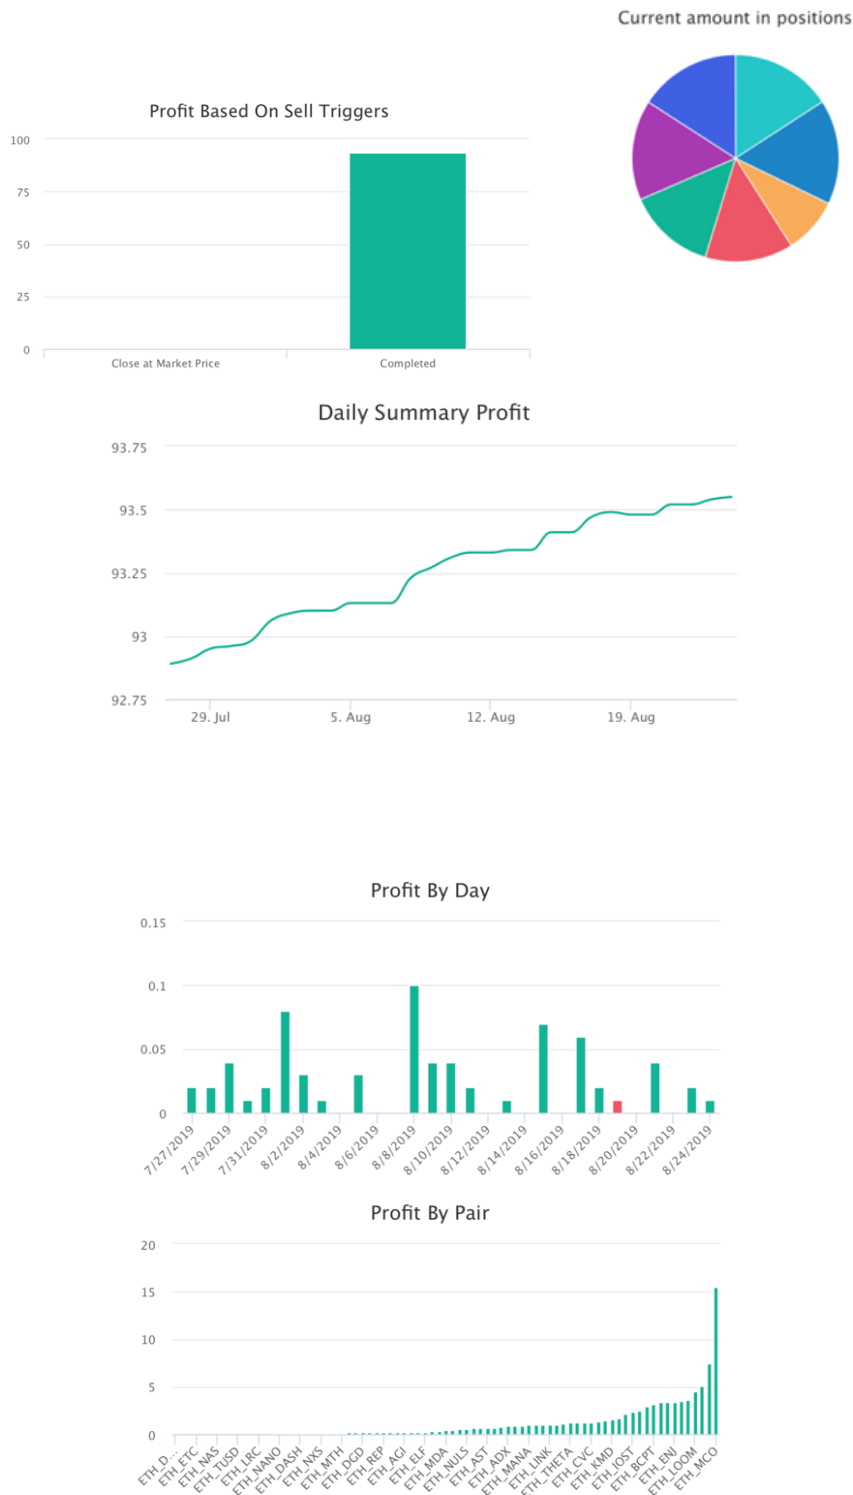 Current amount in positions
Profit Based On Sell Triggers
100
75
50
25
0
Close at Market Price Completed
Daily Summary Profit
93.75
93.5
93.25
93
92.75
29. Jul 5. Aug 12. Aug 19. Aug
Profit By Day
0.15
0.1
0.05
0
7/27/2019 7/29/2019 7/31/2019 8/2/2019 8/4/2019 8/6/2019 8/8/2019 8/10/2019 8/12/2019 8/14/2019 8/16/2019 8/18/2019 8/20/2019 8/22/2019 8/24/2019
Profit By Pair
20
15
10
5
0
ETH_D... ETH_ETC ETH_NAS ETH_TUSD ETH_LRC ETH_NANO ETH_DASH ETH_NXS ETH_MTH ETH_DGD ETH_REP ETH_AGI ETH_ELF ETH_MDA ETH_NULS ETH_AST ETH_ADX ETH_MANA ETH_LINK ETH_THETA ETH_CVC ETH_KMD ETH_IOST ETH_BCPT ETH_ENJ ETH_LOOM ETH_MCO